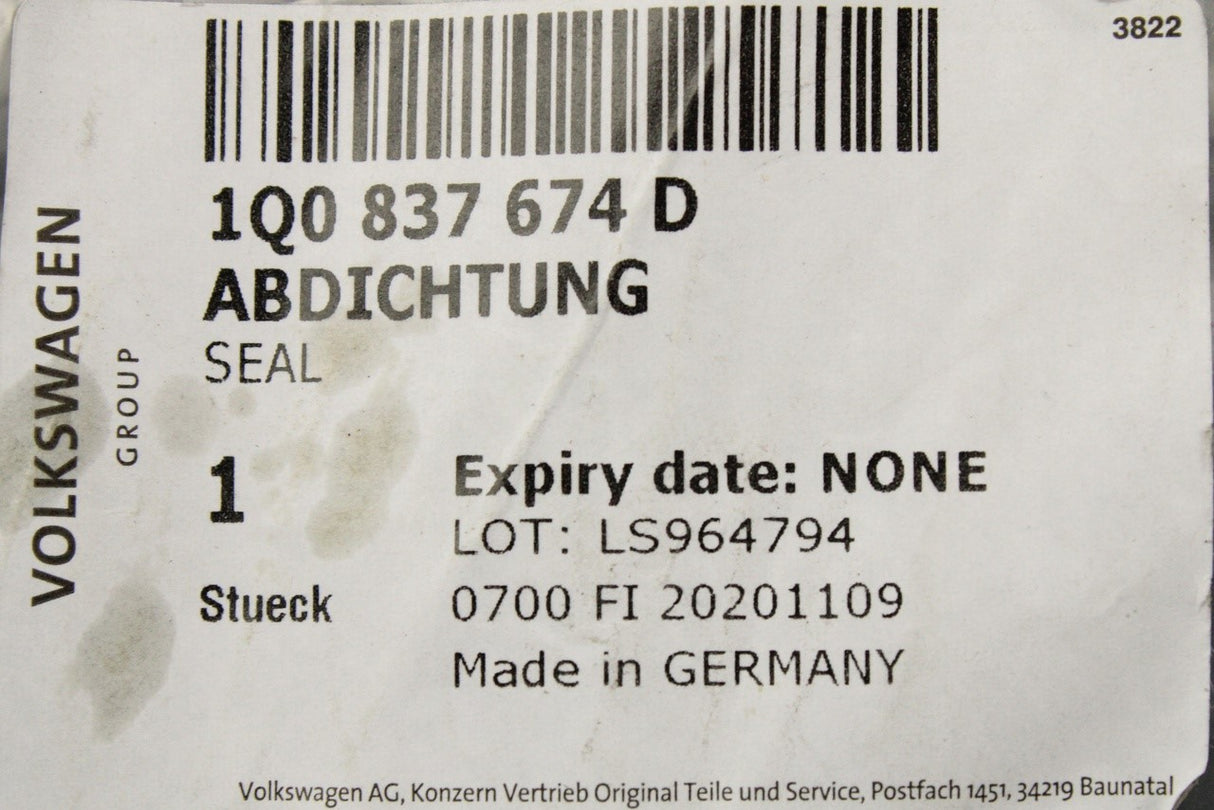 3822
1Q0 837 674 D
ABDICHTUNG
SEAL
1
Stueck
Expiry date: NONE
LOT: LS964794
0700 FI 20201109
Made in GERMANY
VOLKSWAGEN
GROUP
Volkswagen AG, Konzern Vertrieb Original Teile und Service, Postfach 1451, 34219 Baunatal